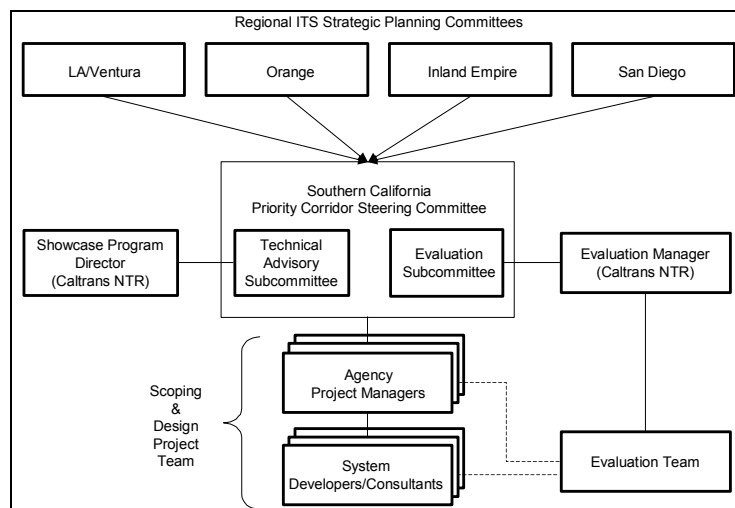 Regional ITS Strategic Planning Committees
LA/Ventura
Orange
Inland Empire
San Diego
Southern California
Priority Corridor Steering Committee
Showcase Program
Director
(Caltrans NTR)
Technical
Advisory
Subcommittee
Evaluation
Subcommittee
Evaluation Manager
(Caltrans NTR)
Scoping
&
Design
Project
Team
Agency
Project Managers
System
Developers/Consultants
Evaluation Team